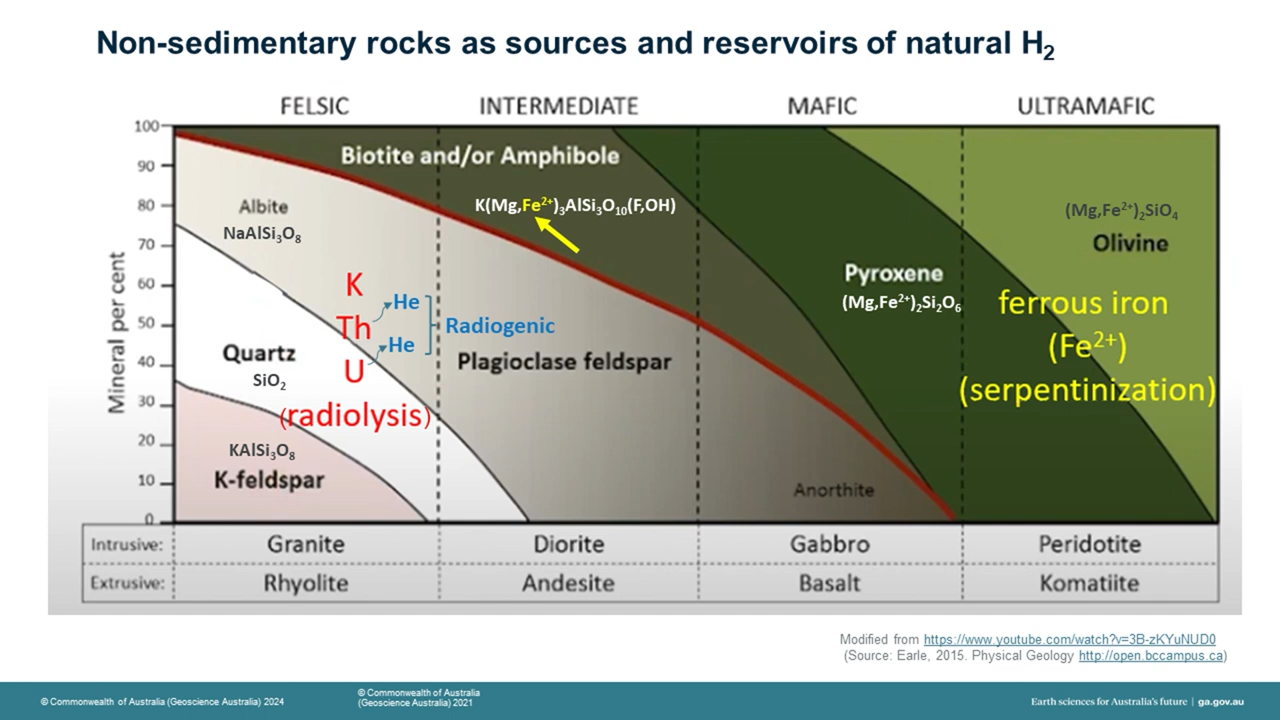 Non-sedimentary rocks as sources and reservoirs of natural H₂
FELSIC INTERMEDIATE MAFIC ULTRAMAFIC
Mineral per cent
100
90
80
70
60
50
40
30
20
10
0
Biotite and/or Amphibole
K(Mg,Fe²⁺)₃AlSi₃O₁₀(F,OH)
Albite
NaAlSi₃O₈
(Mg,Fe²⁺)₂SiO₄
Olivine
Pyroxene
(Mg,Fe²⁺)₂Si₂O₆
ferrous iron
(Fe²⁺)
(serpentinization)
K
Th
U
He
He
Radiogenic
(radiolysis)
Plagioclase feldspar
Quartz
SiO₂
KAlSi₃O₈
K-feldspar
Anorthite
Intrusive: Granite Diorite Gabbro Peridotite
Extrusive: Rhyolite Andesite Basalt Komatiite
Modified from https://www.youtube.com/watch?v=3B-zKYuNUD0
(Source: Earle, 2015. Physical Geology http://open.bccampus.ca)
© Commonwealth of Australia (Geoscience Australia) 2024
© Commonwealth of Australia
(Geoscience Australia) 2021
Earth sciences for Australia's future | ga.gov.au